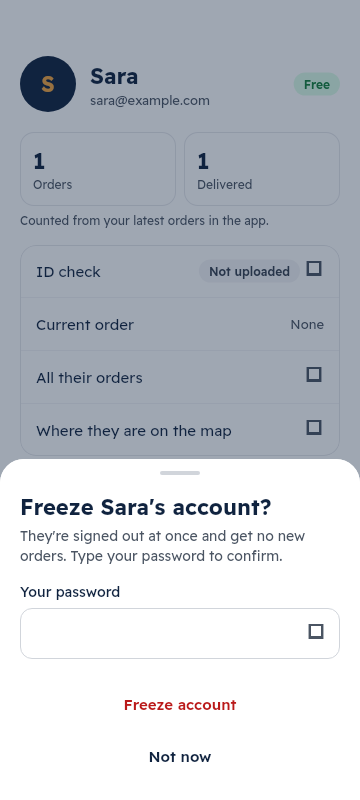 S
Sara
sara@example.com
Free
1
Orders
1
Delivered
Counted from your latest orders in the app.
ID check
Not uploaded
Current order
None
All their orders
Where they are on the map
Freeze Sara's account?
They're signed out at once and get no new
orders. Type your password to confirm.
Your password
Freeze account
Not now